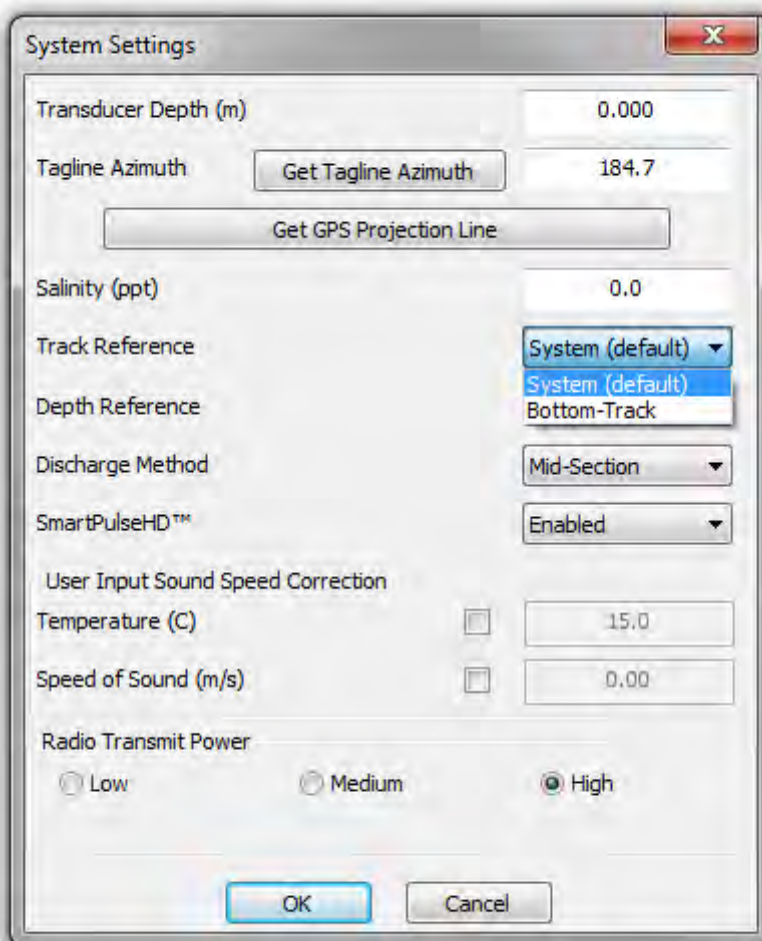 System Settings
Transducer Depth (m) 0.000
Tagline Azimuth Get Tagline Azimuth 184.7
Get GPS Projection Line
Salinity (ppt) 0.0
Track Reference System (default)
System (default)
Depth Reference Bottom-Track
Discharge Method Mid-Section
SmartPulseHD™ Enabled
User Input Sound Speed Correction
Temperature (C) 15.0
Speed of Sound (m/s) 0.00
Radio Transmit Power
Low Medium High
OK Cancel